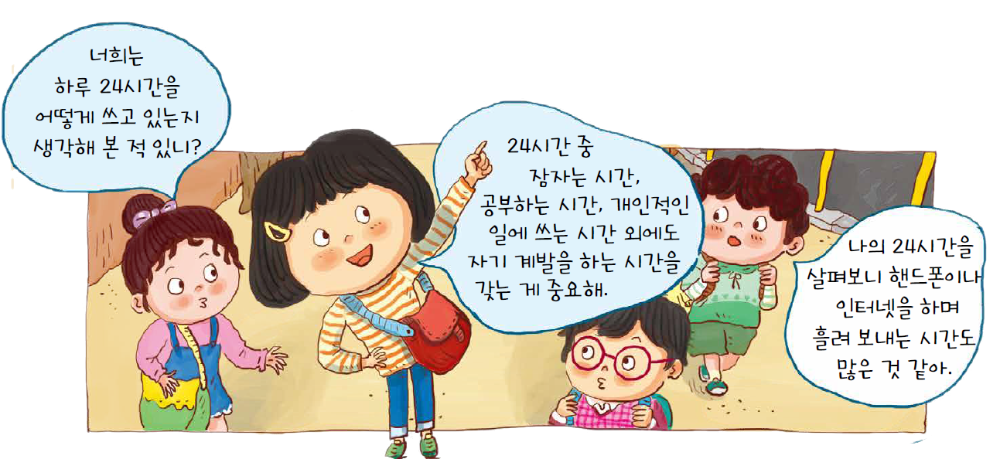 너희는
하루 24시간을
어떻게 쓰고 있는지
생각해 본 적 있니?
24시간 중
잠자는 시간,
공부하는 시간, 개인적인
일에 쓰는 시간 외에도
자기 계발을 하는 시간을
갖는 게 중요해.
나의 24시간을
살펴보니 핸드폰이나
인터넷을 하며
흘려 보내는 시간도
많은 것 같아.